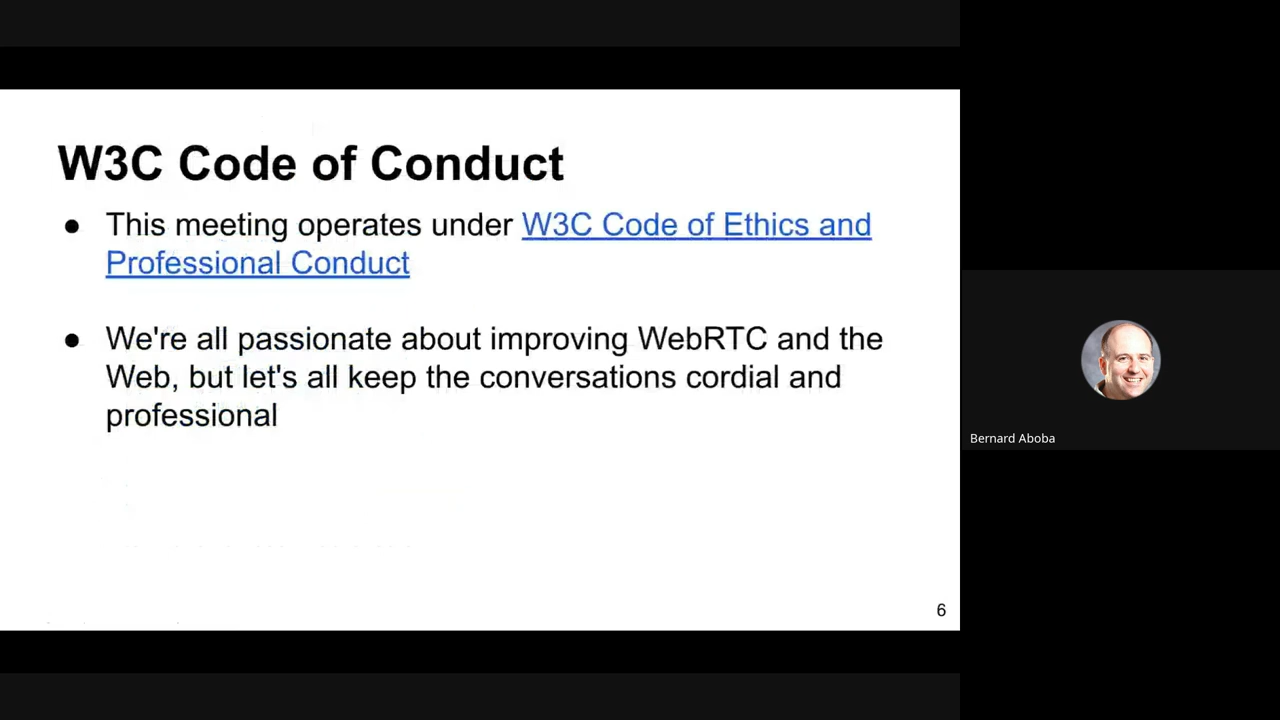 W3C Code of Conduct
● This meeting operates under W3C Code of Ethics and
Professional Conduct
● We're all passionate about improving WebRTC and the
Web, but let's all keep the conversations cordial and
professional
6
Bernard Aboba